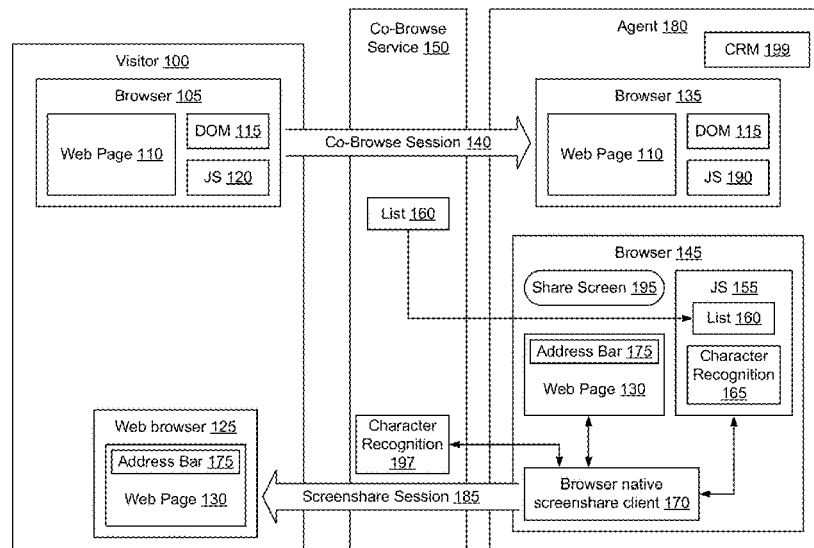 Co-Browse
Service
150
Agent 180
CRM 199
Visitor 100
Browser 105
Web Page 110
DOM 115
JS 120
Co-Browse Session 140
Browser 135
Web Page 110
DOM 115
JS 190
List 160
Browser 145
Share Screen 195
JS 155
List 160
Address Bar 175
Web Page 130
Character
Recognition
165
Web browser 125
Address Bar 175
Web Page 130
Character
Recognition
197
Screenshare Session 185
Browser native
screenshare client 170